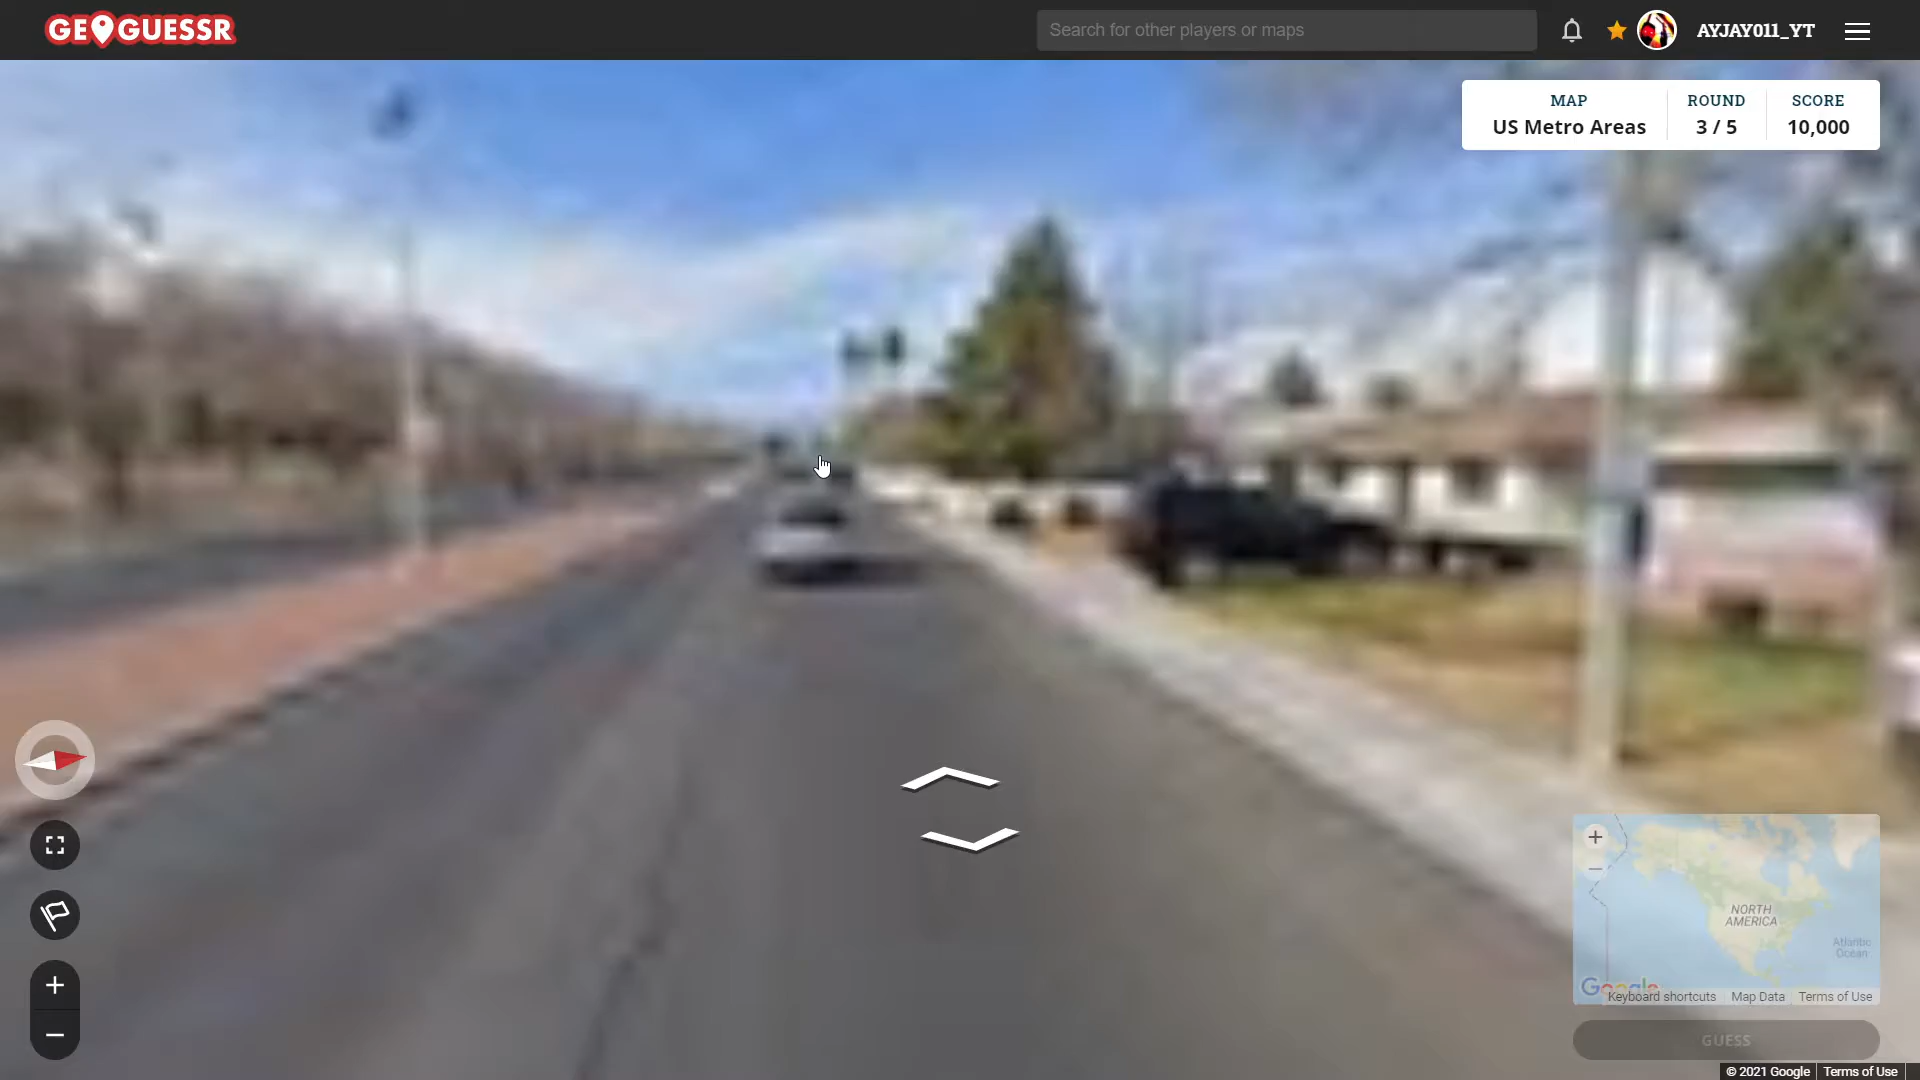 GEOGUESSR
Search for other players or maps
AYJAY011_YT
MAP
US Metro Areas
ROUND
3 / 5
SCORE
10,000
NORTH
AMERICA
Atlantic
Ocean
Google
Keyboard shortcuts
Map Data
Terms of Use
GUESS
© 2021 Google
Terms of Use